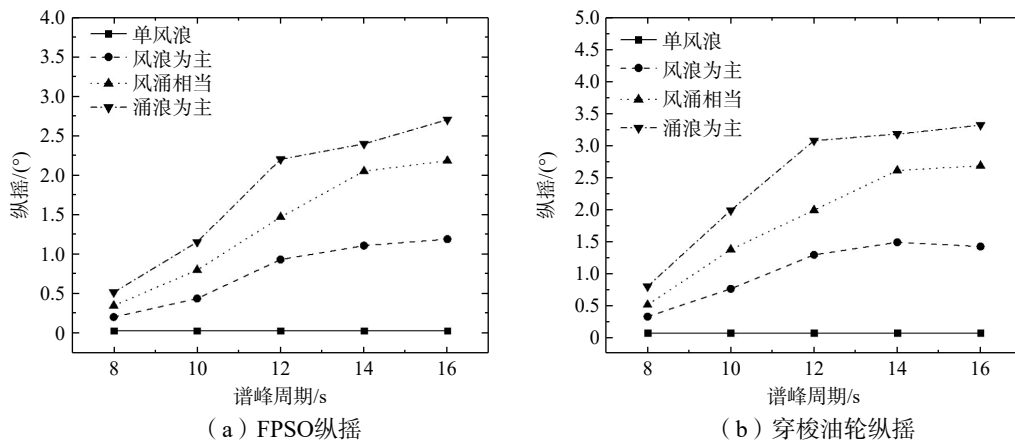 4.0
3.5
3.0
2.5
2.0
1.5
1.0
0.5
0
纵摇/(°)
单风浪
风浪为主
风涌相当
涌浪为主
8 10 12 14 16
谱峰周期/s
（a）FPSO纵摇
5.0
4.5
4.0
3.5
3.0
2.5
2.0
1.5
1.0
0.5
0
纵摇/(°)
单风浪
风浪为主
风涌相当
涌浪为主
8 10 12 14 16
谱峰周期/s
（b）穿梭油轮纵摇